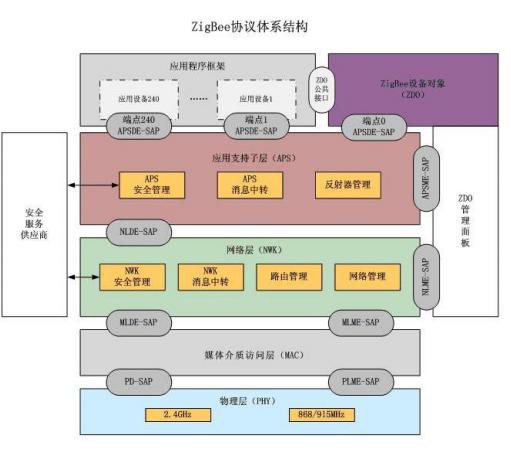 ZigBee协议体系结构
应用程序框架
应用设备240
......
应用设备1
ZDO
公共
接口
ZigBee设备对象
(ZDO)
端点240
APSDE-SAP
端点1
APSDE-SAP
端点0
APSDE-SAP
应用支持子层(APS)
APS
安全管理
APS
消息中转
反射器管理
APSME-SAP
安全
服务
供应商
ZDO
管
理
面
板
NLDE-SAP
网络层(NWK)
NWK
安全管理
NWK
消息中转
路由管理
网络管理
NLME-SAP
MLDE-SAP
MLME-SAP
媒体介质访问层(MAC)
PD-SAP
PLME-SAP
物理层(PHY)
2.4GHz
868/915MHz